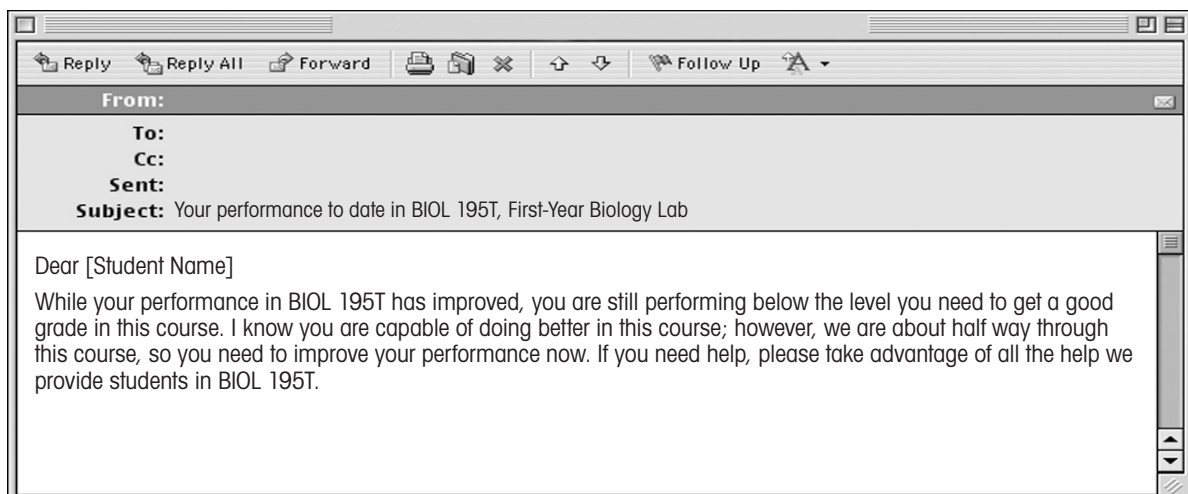 Reply Reply All Forward Follow Up A
From:
To:
Cc:
Sent:
Subject: Your performance to date in BIOL 195T, First-Year Biology Lab
Dear [Student Name]
While your performance in BIOL 195T has improved, you are still performing below the level you need to get a good
grade in this course. I know you are capable of doing better in this course; however, we are about half way through
this course, so you need to improve your performance now. If you need help, please take advantage of all the help we
provide students in BIOL 195T.